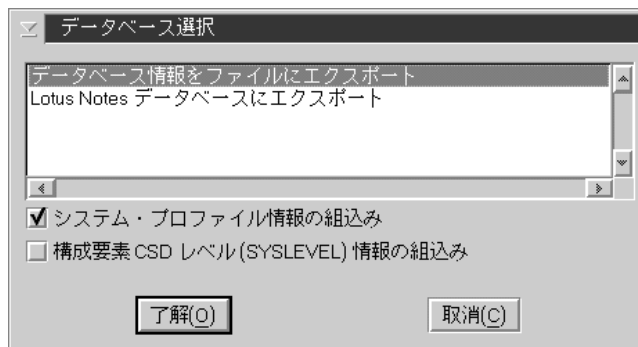 データベース選択
データベース情報をファイルにエクスポート
Lotus Notes データベースにエクスポート
システム・プロファイル情報の組込み
構成要素 CSD レベル (SYSLEVEL) 情報の組込み
了解(O) 取消(C)